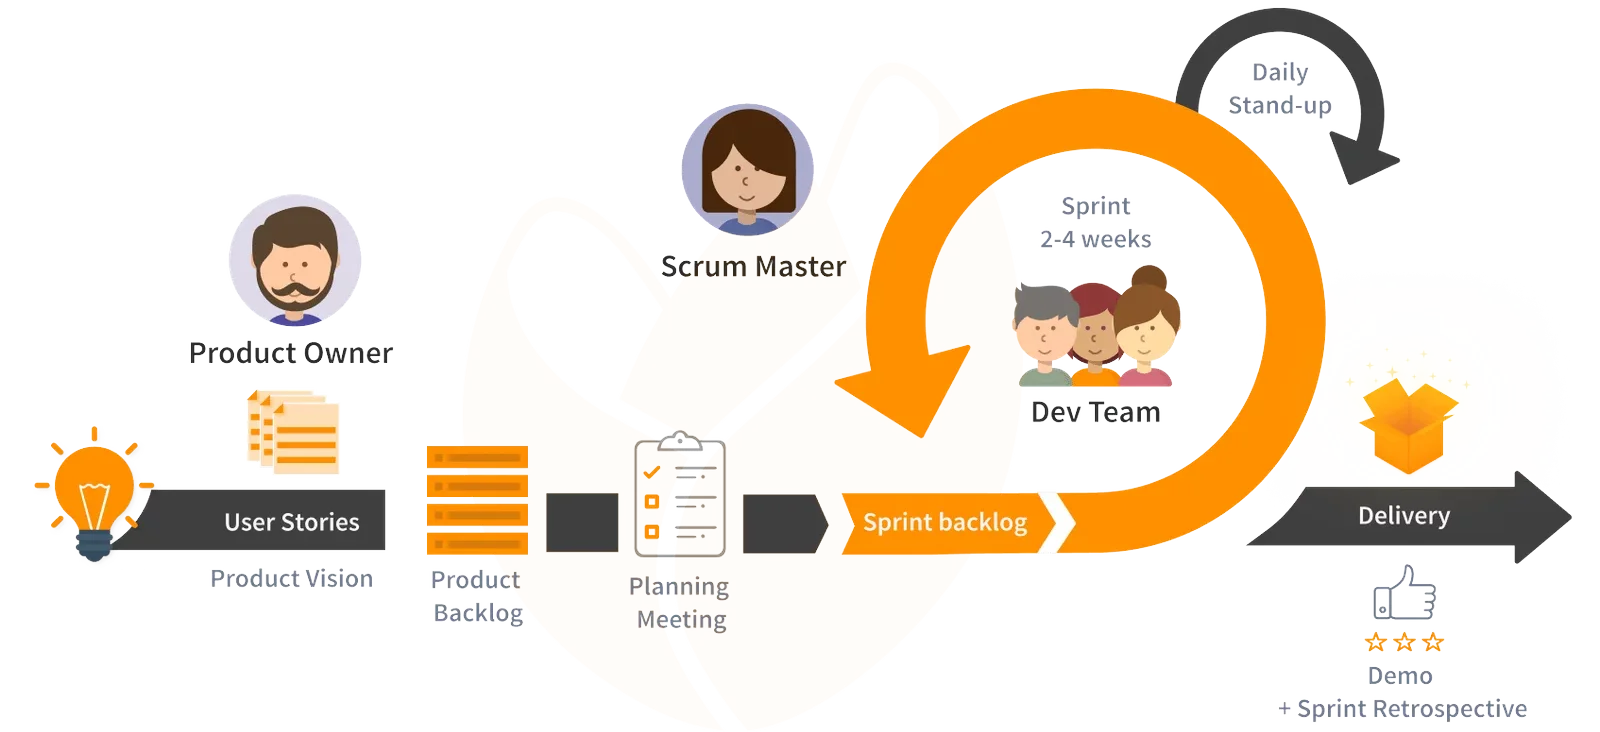 Daily
Stand-up
Sprint
2-4 weeks
Scrum Master
Product Owner
Dev Team
User Stories
Sprint backlog
Delivery
Product Vision
Product
Backlog
Planning
Meeting
Demo
+ Sprint Retrospective